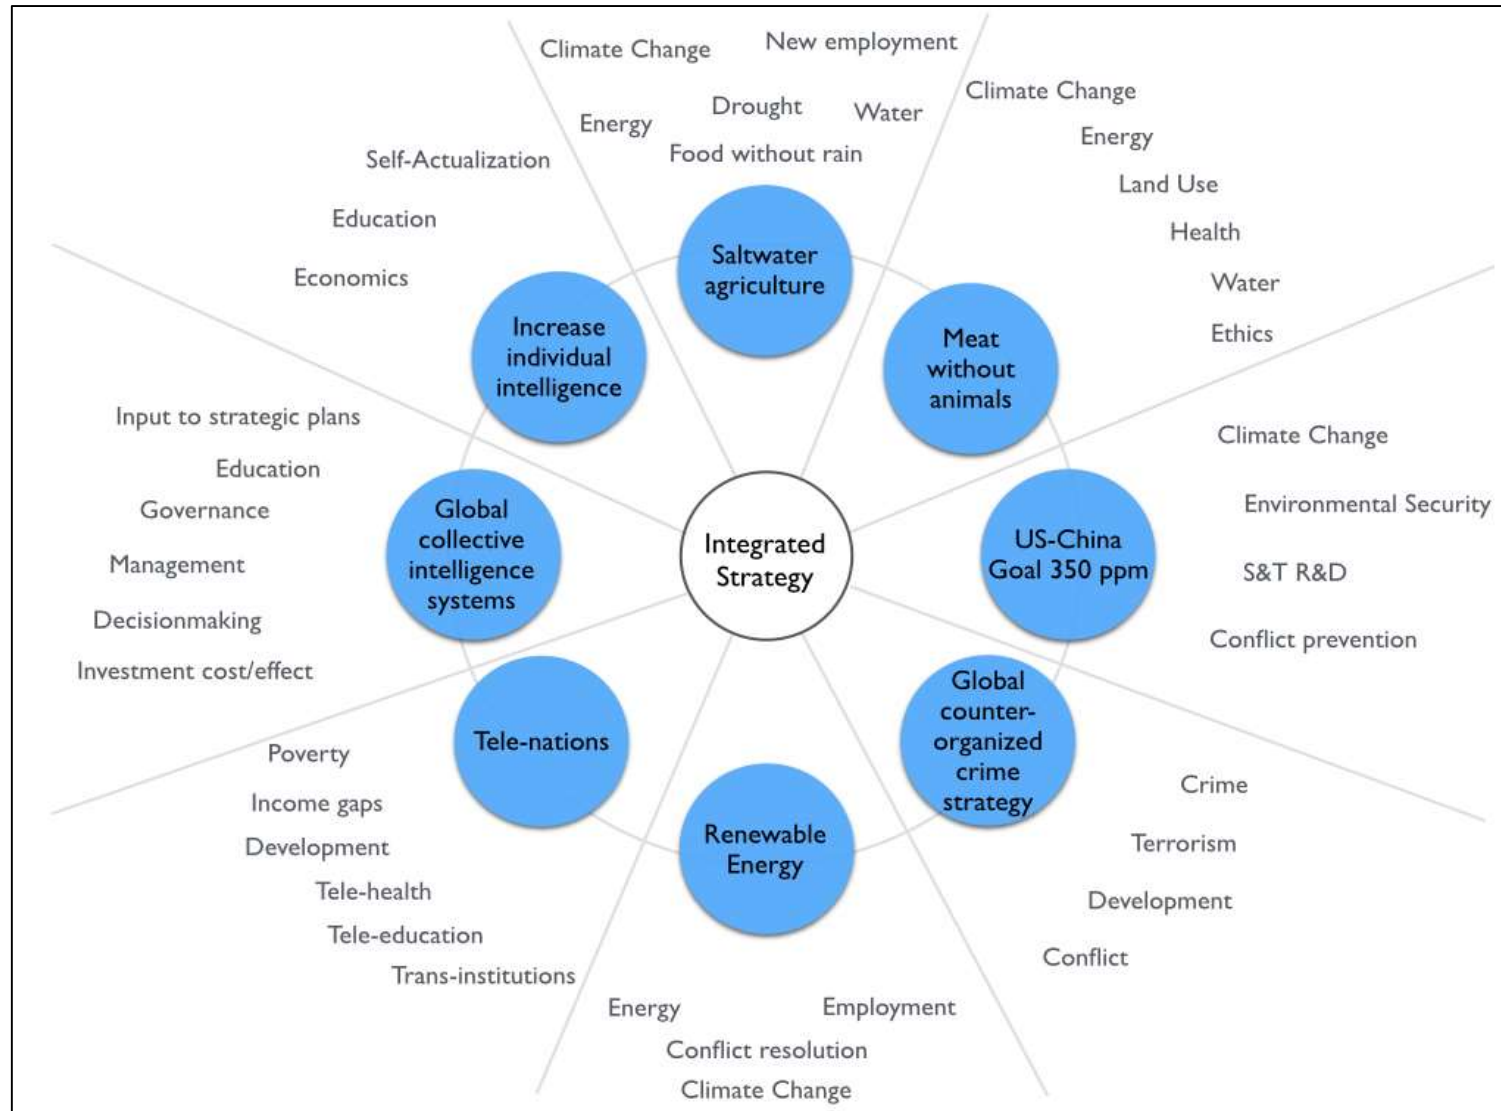 Climate Change
New employment
Energy
Drought
Water
Food without rain
Saltwater
agriculture
Climate Change
Energy
Land Use
Health
Water
Ethics
Meat
without
animals
Climate Change
Environmental Security
S&T R&D
Conflict prevention
US-China
Goal 350 ppm
Global
counter-
organized
crime
strategy
Crime
Terrorism
Development
Conflict
Renewable
Energy
Energy
Employment
Conflict resolution
Climate Change
Tele-nations
Poverty
Income gaps
Development
Tele-health
Tele-education
Trans-institutions
Global
collective
intelligence
systems
Input to strategic plans
Education
Governance
Management
Decisionmaking
Investment cost/effect
Increase
individual
intelligence
Self-Actualization
Education
Economics
Integrated
Strategy